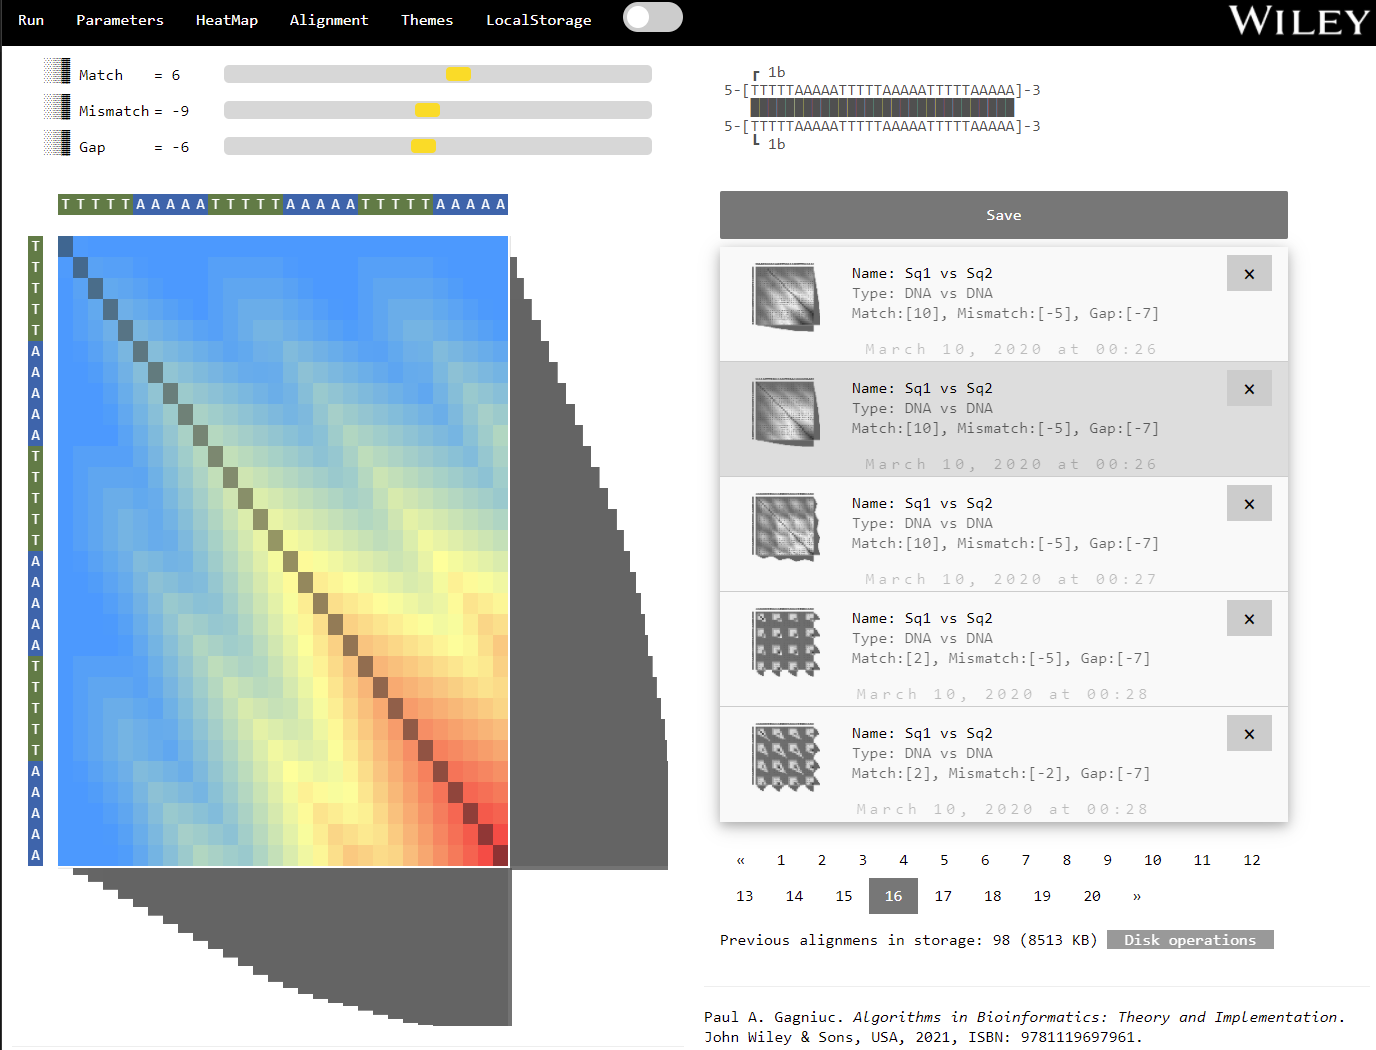 Run Parameters HeatMap Alignment Themes LocalStorage WILEY
Match = 6
Mismatch = -9
Gap = -6
┏ 1b
5-[TTTTTAAAAATTTTTAAAAATTTTTAAAAA]-3
5-[TTTTTAAAAATTTTTAAAAATTTTTAAAAA]-3
┗ 1b
T T T T T A A A A A T T T T T A A A A A T T T T T A A A A A
T
T
T
T
T
A
A
A
A
A
T
T
T
T
T
A
A
A
A
A
T
T
T
T
T
A
A
A
A
A
Save
Name: Sq1 vs Sq2
Type: DNA vs DNA
Match:[10], Mismatch:[-5], Gap:[-7]
March 10, 2020 at 00:26
×
Name: Sq1 vs Sq2
Type: DNA vs DNA
Match:[10], Mismatch:[-5], Gap:[-7]
March 10, 2020 at 00:26
×
Name: Sq1 vs Sq2
Type: DNA vs DNA
Match:[10], Mismatch:[-5], Gap:[-7]
March 10, 2020 at 00:27
×
Name: Sq1 vs Sq2
Type: DNA vs DNA
Match:[2], Mismatch:[-5], Gap:[-7]
March 10, 2020 at 00:28
×
Name: Sq1 vs Sq2
Type: DNA vs DNA
Match:[2], Mismatch:[-2], Gap:[-7]
March 10, 2020 at 00:28
×
« 1 2 3 4 5 6 7 8 9 10 11 12
13 14 15 16 17 18 19 20 »
Previous alignmens in storage: 98 (8513 KB) Disk operations
Paul A. Gagniuc. Algorithms in Bioinformatics: Theory and Implementation.
John Wiley & Sons, USA, 2021, ISBN: 9781119697961.